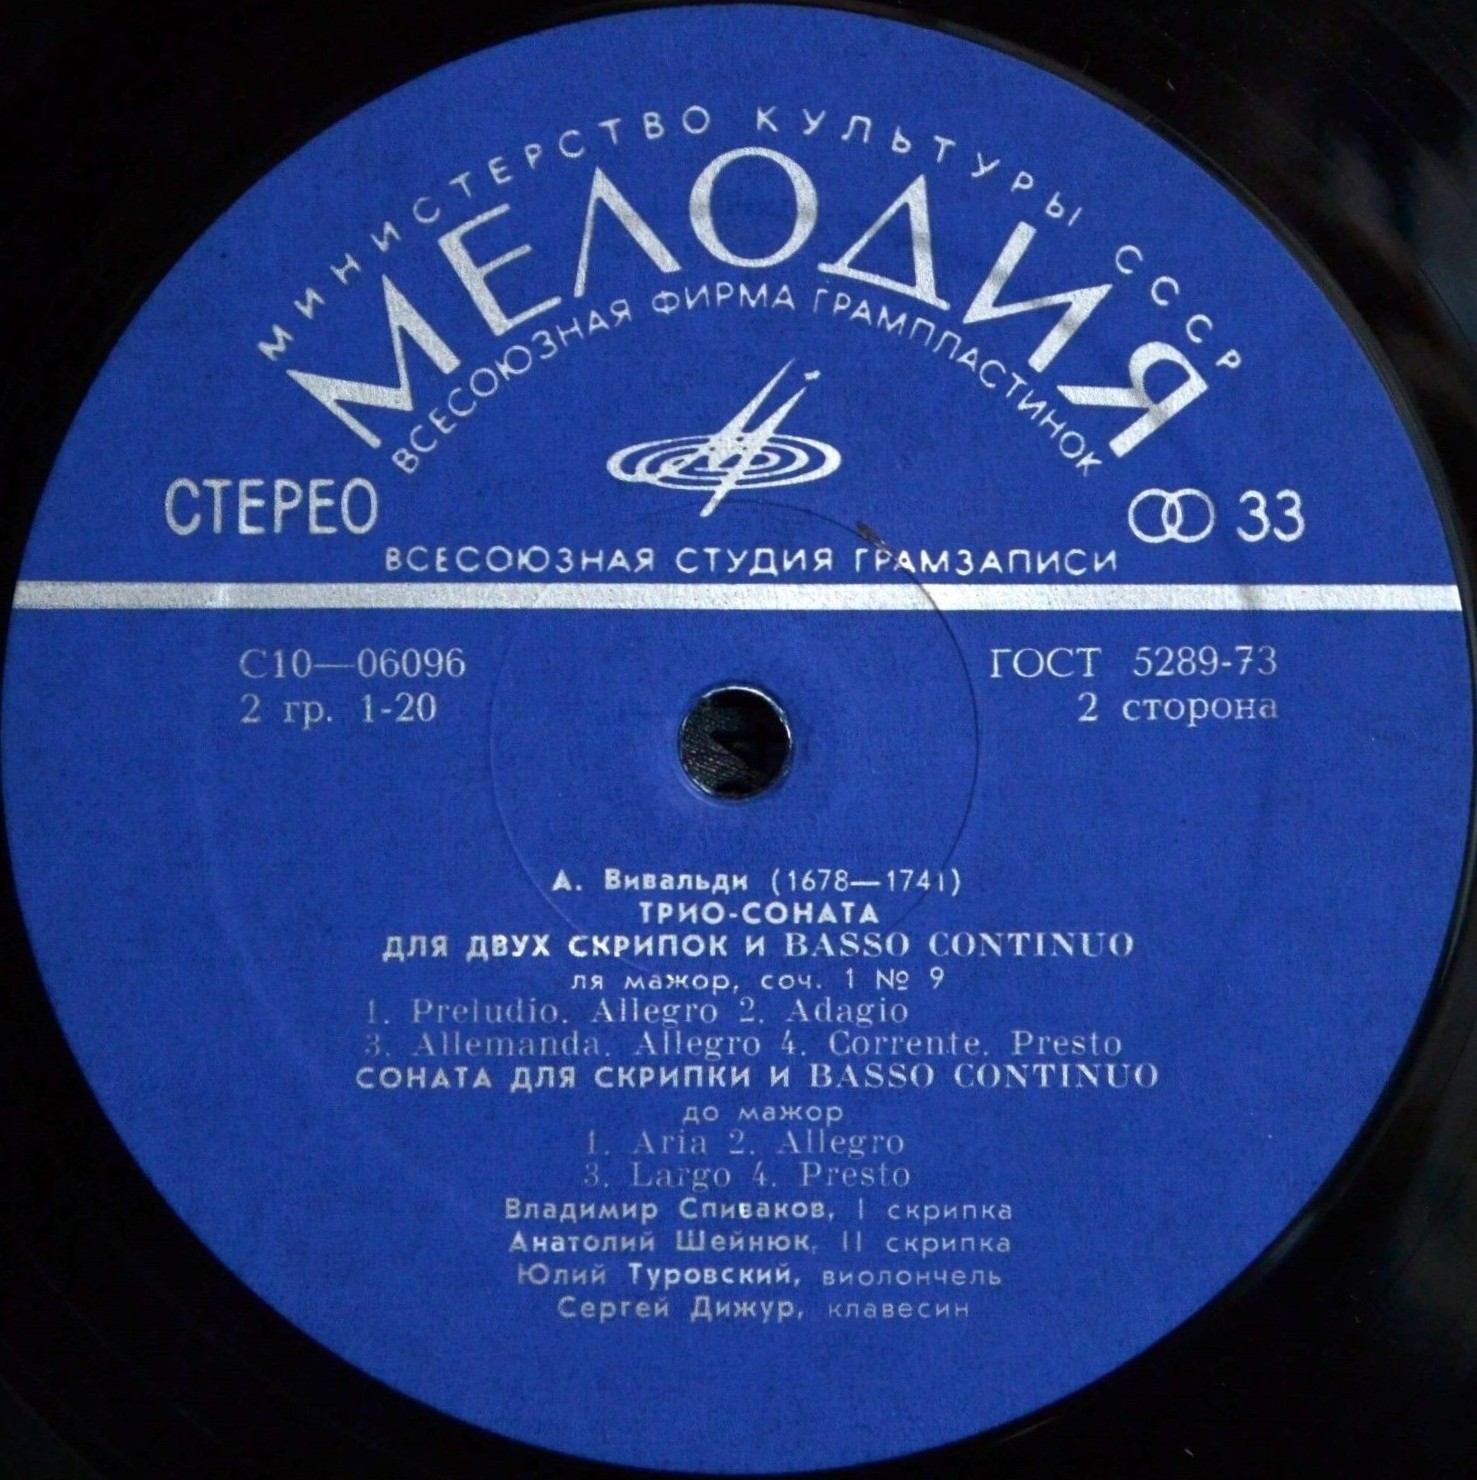 МИНИСТЕРСТВО КУЛЬТУРЫ СССР
МЕЛОДИЯ
ВСЕСОЮЗНАЯ ФИРМА ГРАМПЛАСТИНОК
СТЕРЕО
33
ВСЕСОЮЗНАЯ СТУДИЯ ГРАМЗАПИСИ
С10—06096
ГОСТ 5289-73
2 гр. 1-20
2 сторона
А. Вивальди (1678—1741)
ТРИО-СОНАТА
ДЛЯ ДВУХ СКРИПОК И BASSO CONTINUO
ля мажор, соч. 1 № 9
1. Preludio. Allegro 2. Adagio
3. Allemanda. Allegro 4. Corrente. Presto
СОНАТА ДЛЯ СКРИПКИ И BASSO CONTINUO
до мажор
1. Aria 2. Allegro
3. Largo 4. Presto
Владимир Спиваков, I скрипка
Анатолий Шейнюк, II скрипка
Юлий Туровский, виолончель
Сергей Дижур, клавесин